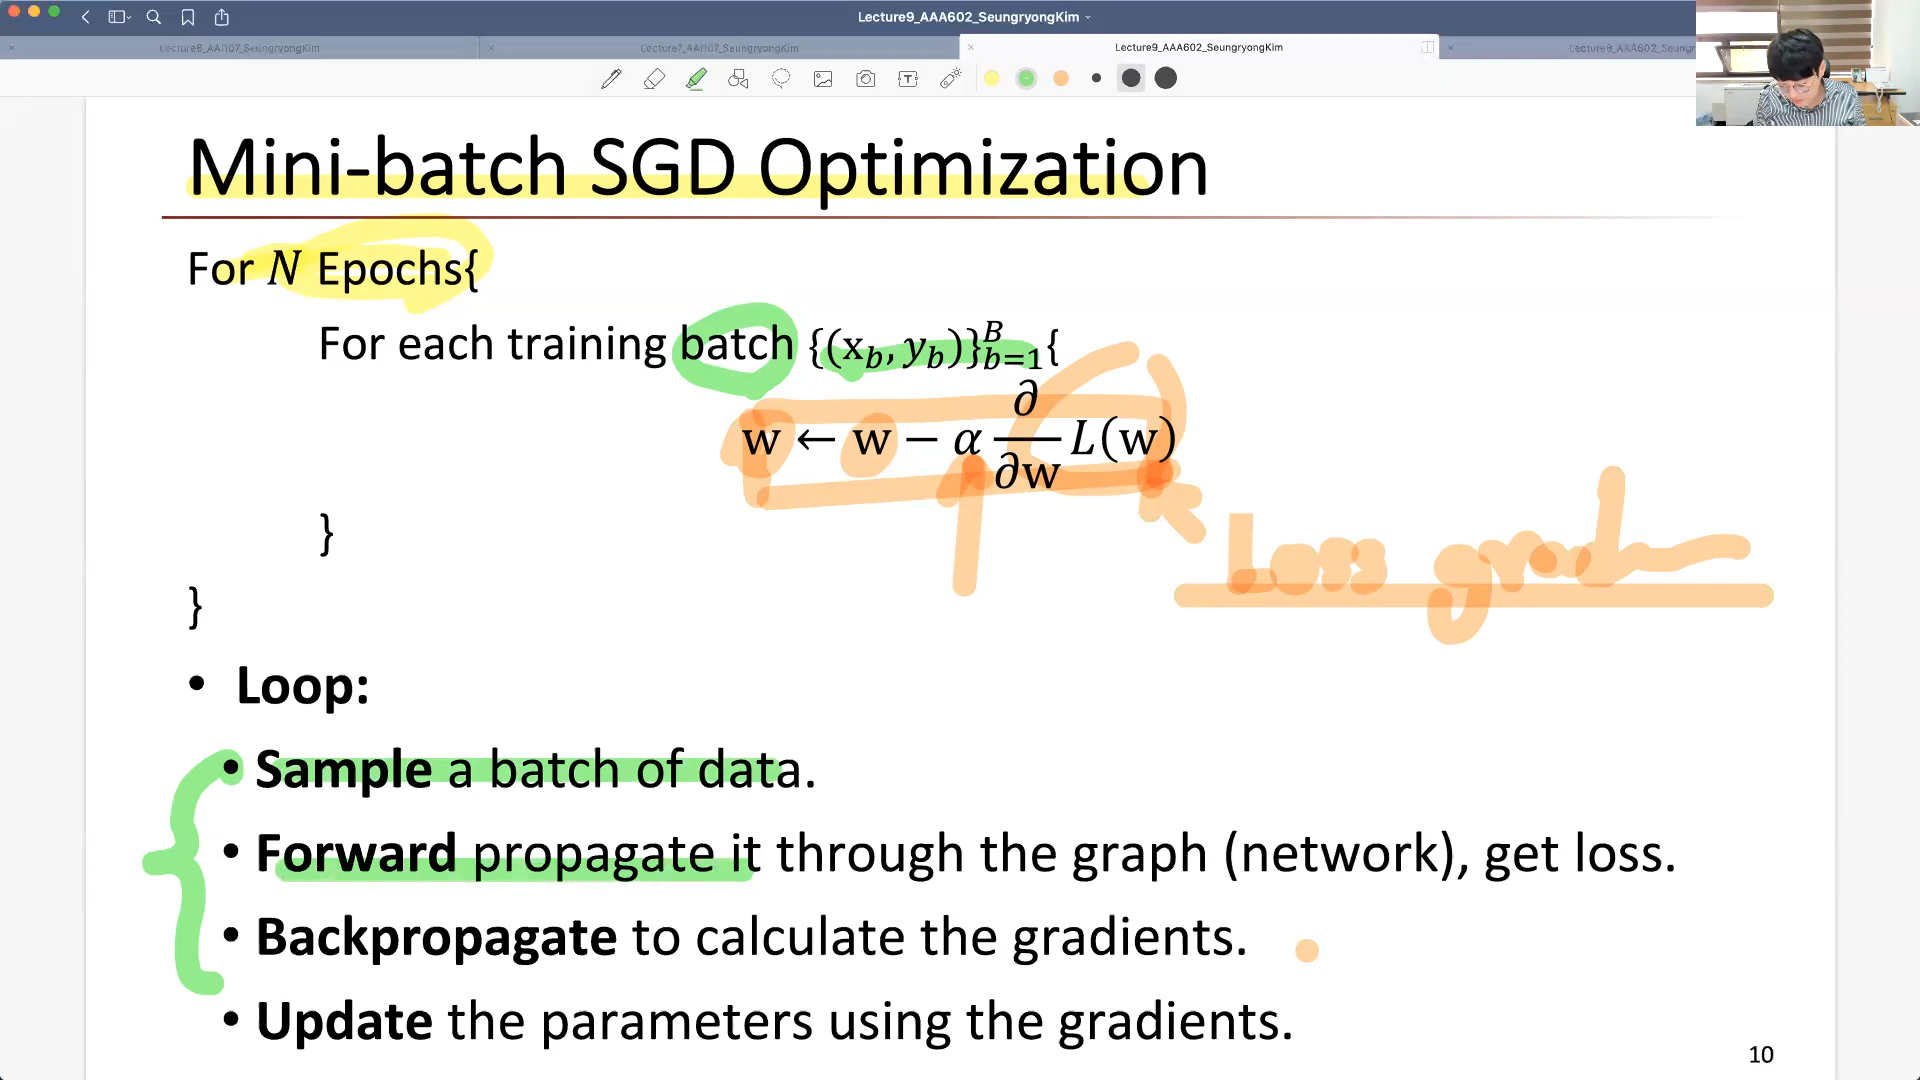 Lecture9_AAA602_SeungryongKim
Lecture7_AAI107_SeungryongKim
Lecture9_AAA602_SeungryongKim
Mini-batch SGD Optimization
For N Epochs{
For each training batch {(x_b, y_b)}_{b=1}^B {
w ← w − α ∂/∂w L(w)
}
Loss grad
}
• Loop:
• Sample a batch of data.
• Forward propagate it through the graph (network), get loss.
• Backpropagate to calculate the gradients.
• Update the parameters using the gradients.
10